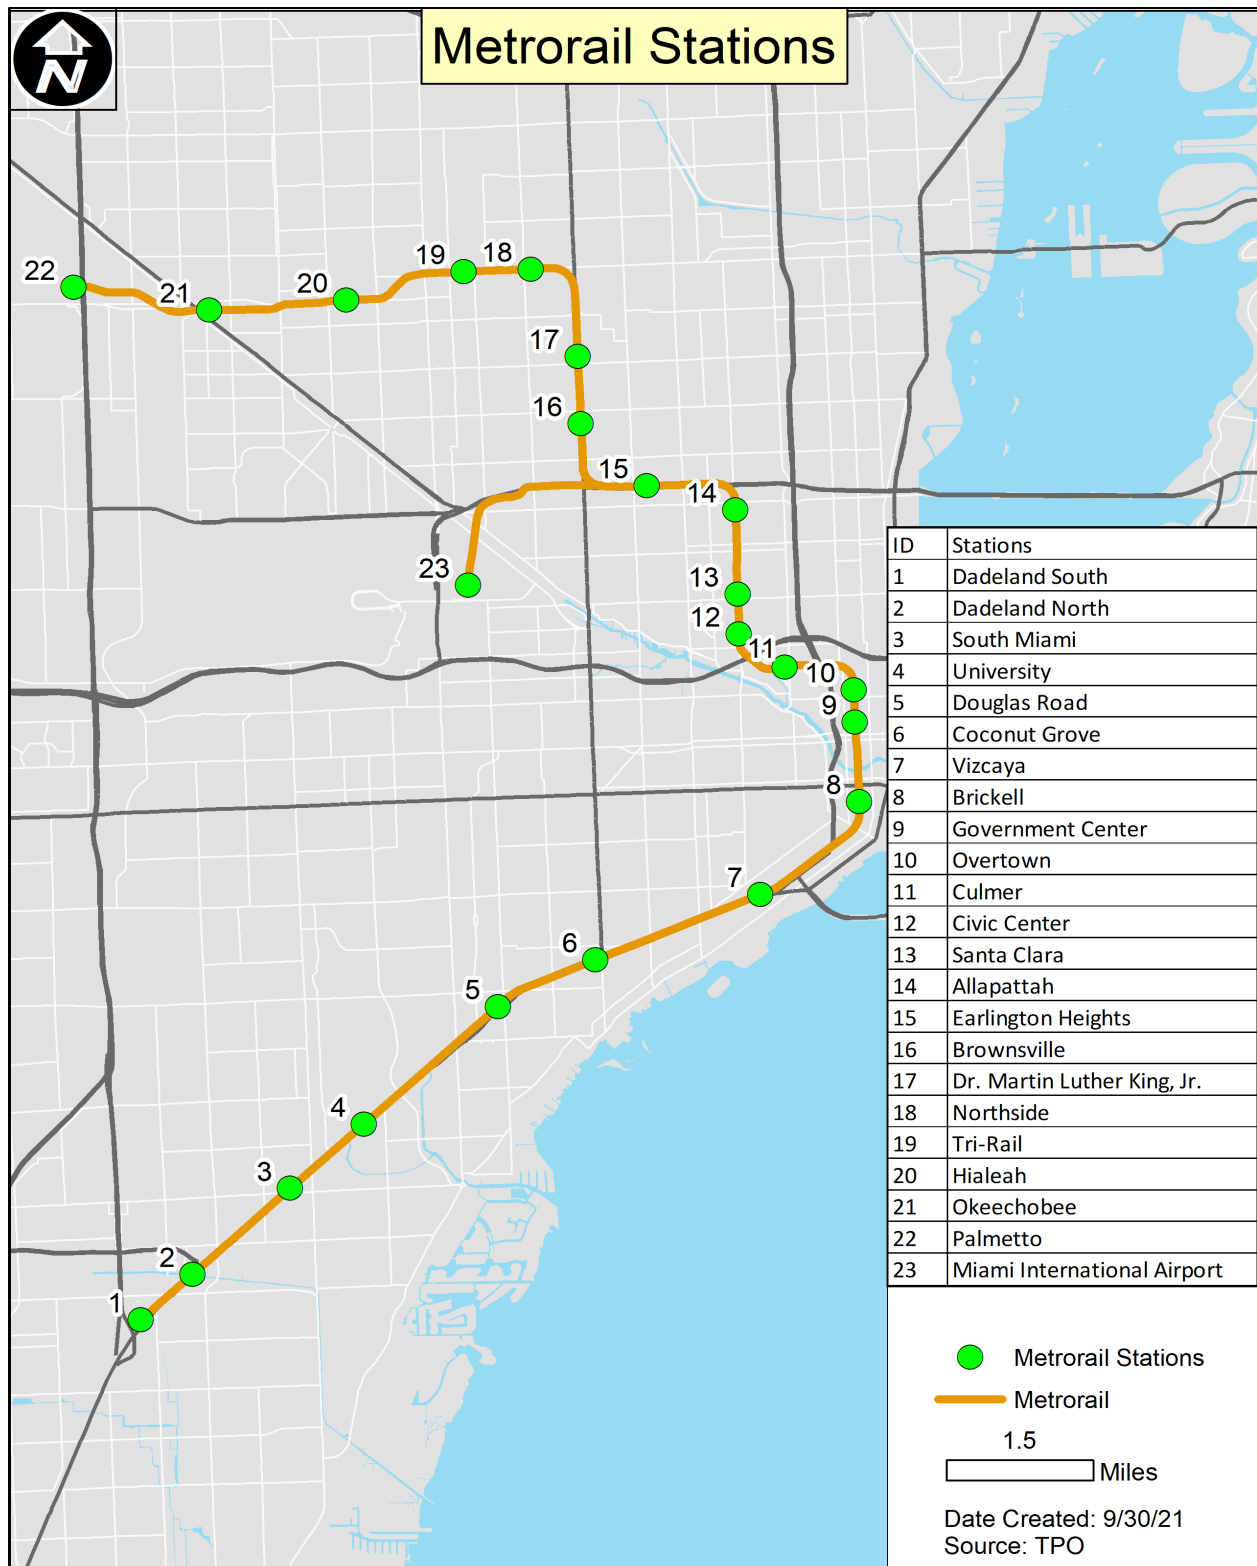 N
Metrorail Stations
19
18
22
20
21
17
16
15
14
23
13
12
11
10
9
8
7
6
5
4
3
2
1
ID Stations
1 Dadeland South
2 Dadeland North
3 South Miami
4 University
5 Douglas Road
6 Coconut Grove
7 Vizcaya
8 Brickell
9 Government Center
10 Overtown
11 Culmer
12 Civic Center
13 Santa Clara
14 Allapattah
15 Earlington Heights
16 Brownsville
17 Dr. Martin Luther King, Jr.
18 Northside
19 Tri-Rail
20 Hialeah
21 Okeechobee
22 Palmetto
23 Miami International Airport
Metrorail Stations
Metrorail
1.5
Miles
Date Created: 9/30/21
Source: TPO